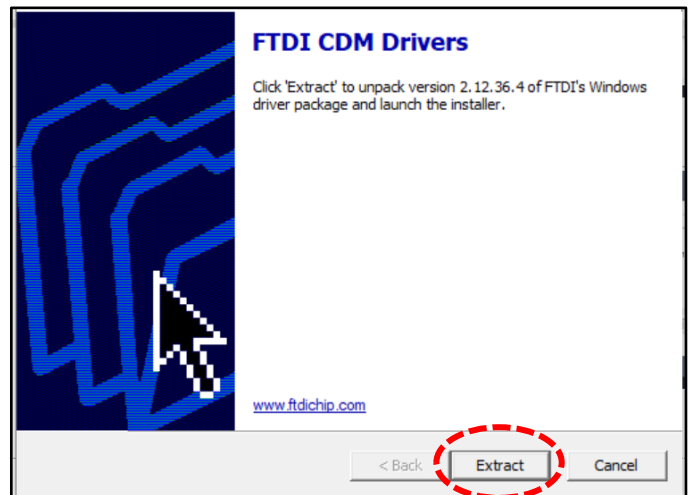 FTDI CDM Drivers
Click 'Extract' to unpack version 2.12.36.4 of FTDI's Windows
driver package and launch the installer.
www.ftdichip.com
< Back Extract Cancel